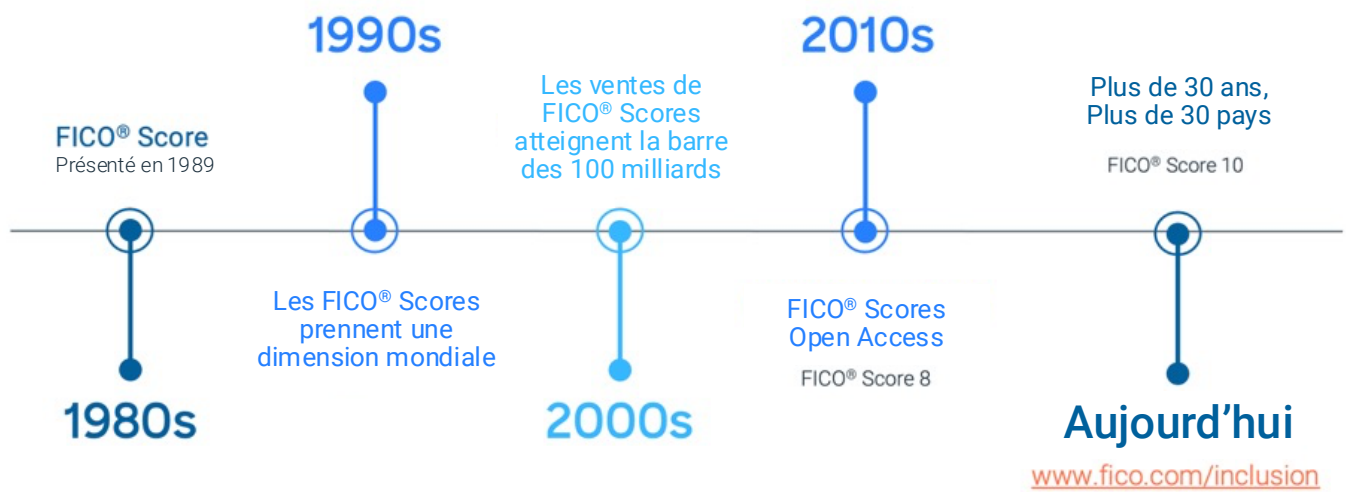 1980s
FICO® Score
Présenté en 1989
1990s
Les FICO® Scores
prennent une
dimension mondiale
2000s
Les ventes de
FICO® Scores
atteignent la barre
des 100 milliards
2010s
FICO® Scores
Open Access
FICO® Score 8
Aujourd’hui
Plus de 30 ans,
Plus de 30 pays
FICO® Score 10
www.fico.com/inclusion